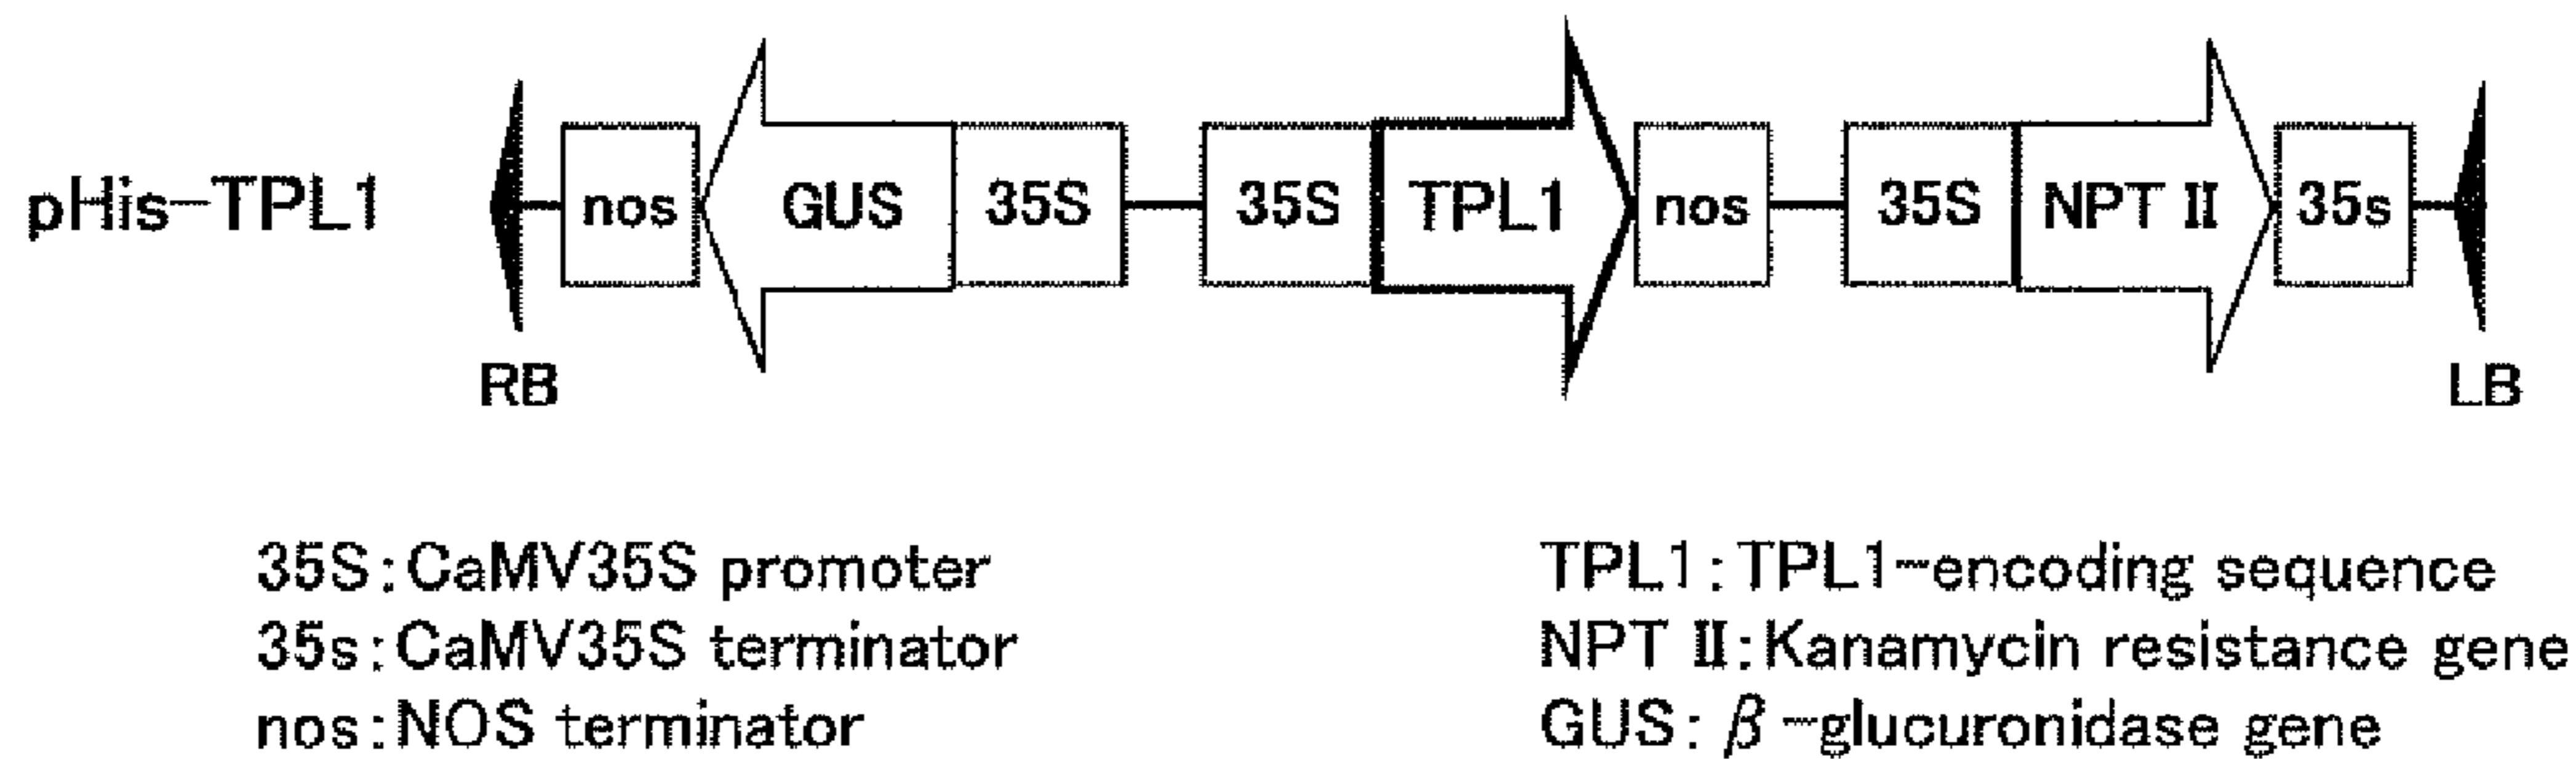 pHis-TPL1 nos GUS 35S 35S TPL1 nos 35S NPT II 35s
RB LB
35S:CaMV35S promoter
35s:CaMV35S terminator
nos:NOS terminator
TPL1:TPL1-encoding sequence
NPT II:Kanamycin resistance gene
GUS: β-glucuronidase gene